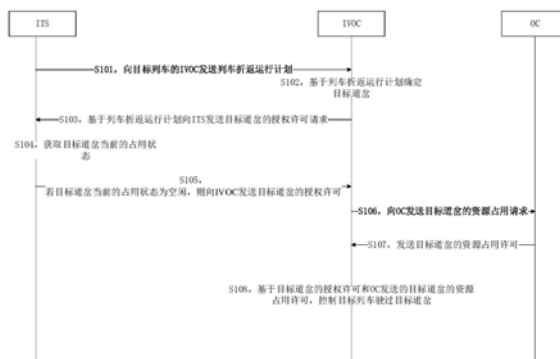 ITS
IVOC
OC
S101，向目标列车的IVOC发送列车折返运行计划
S102，基于列车折返运行计划确定
目标道岔
S103，基于列车折返运行计划向ITS发送目标道岔的授权许可请求
S104，获取目标道岔当前的占用状
态
S105，
若目标道岔当前的占用状态为空闲，则向IVOC发送目标道岔的授权许可
S106，向OC发送目标道岔的资源占用请求
S107，发送目标道岔的资源占用许可
S108，基于目标道岔的授权许可和OC发送的目标道岔的资源
占用许可，控制目标列车驶过目标道岔